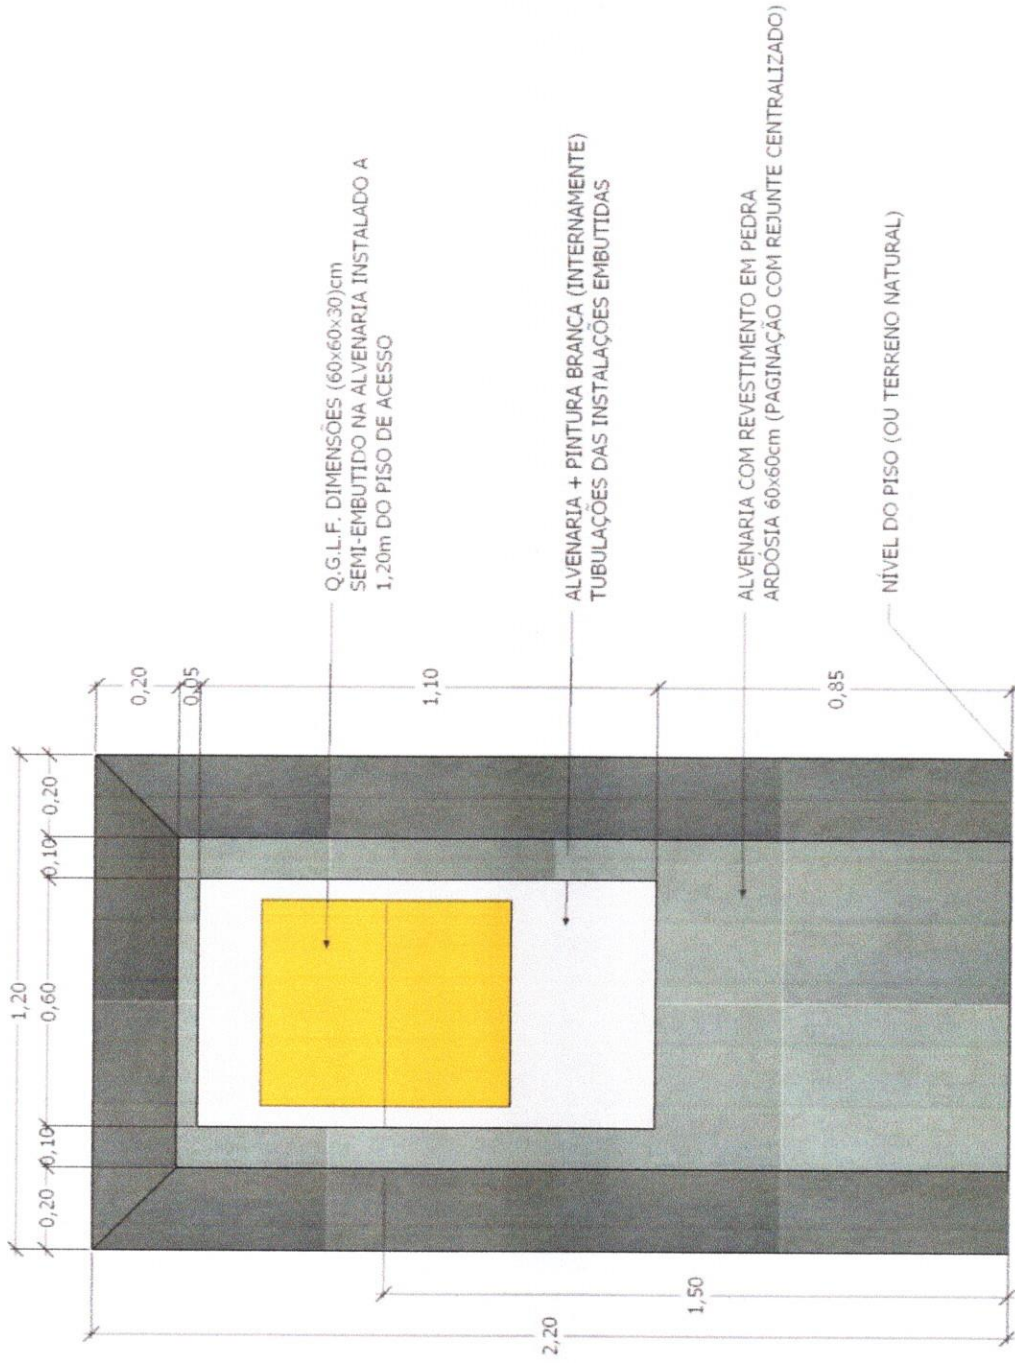 1,20
0,20
0,10
0,60
0,10
0,20
0,20
0,05
1,10
0,85
2,20
1,50
Q.G.L.F. DIMENSÕES (60x60x30)cm
SEMI-EMBUTIDO NA ALVENARIA INSTALADO A
1,20m DO PISO DE ACESSO
ALVENARIA + PINTURA BRANCA (INTERNAMENTE)
TUBULAÇÕES DAS INSTALAÇÕES EMBUTIDAS
ALVENARIA COM REVESTIMENTO EM PEDRA
ARDÓSIA 60x60cm (PAGINAÇÃO COM REJUNTE CENTRALIZADO)
NÍVEL DO PISO (OU TERRENO NATURAL)